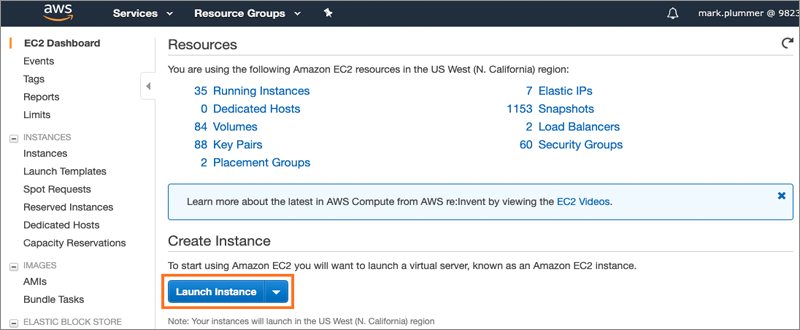 aws Services Resource Groups mark.plummer @ 9823
EC2 Dashboard
Events
Tags
Reports
Limits
INSTANCES
Instances
Launch Templates
Spot Requests
Reserved Instances
Dedicated Hosts
Capacity Reservations
IMAGES
AMIs
Bundle Tasks
ELASTIC BLOCK STORE
Resources
You are using the following Amazon EC2 resources in the US West (N. California) region:
35 Running Instances 7 Elastic IPs
0 Dedicated Hosts 1153 Snapshots
84 Volumes 2 Load Balancers
88 Key Pairs 60 Security Groups
2 Placement Groups
Learn more about the latest in AWS Compute from AWS re:Invent by viewing the EC2 Videos.
Create Instance
To start using Amazon EC2 you will want to launch a virtual server, known as an Amazon EC2 instance.
Launch Instance
Note: Your instances will launch in the US West (N. California) region